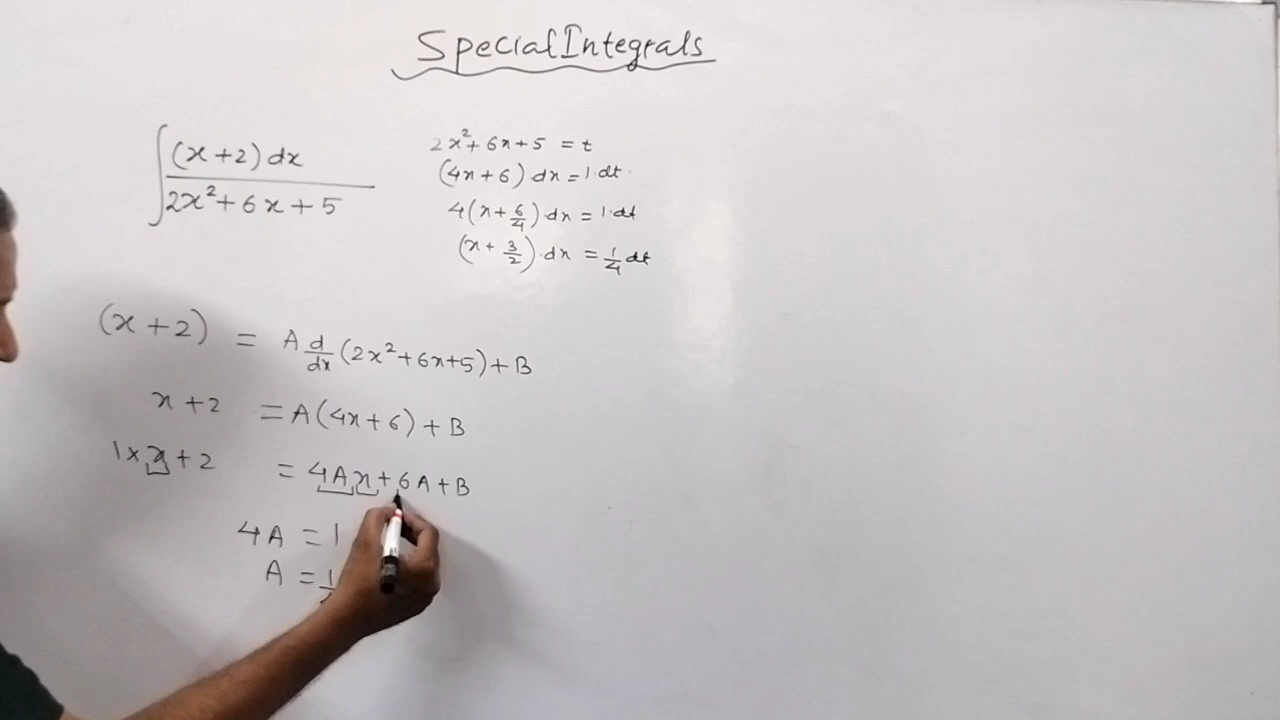 Special Integrals
∫ (x+2) dx / 2x²+6x+5
2x²+6x+5 = t
(4x+6) dx = 1·dt
4(x+6/4)·dx = 1·dt
(x+3/2)·dx = 1/4 dt
(x+2) = A d/dx (2x²+6x+5)+B
x+2 = A(4x+6)+B
1×x+2 = 4Ax+6A+B
4A = 1
A = 1/